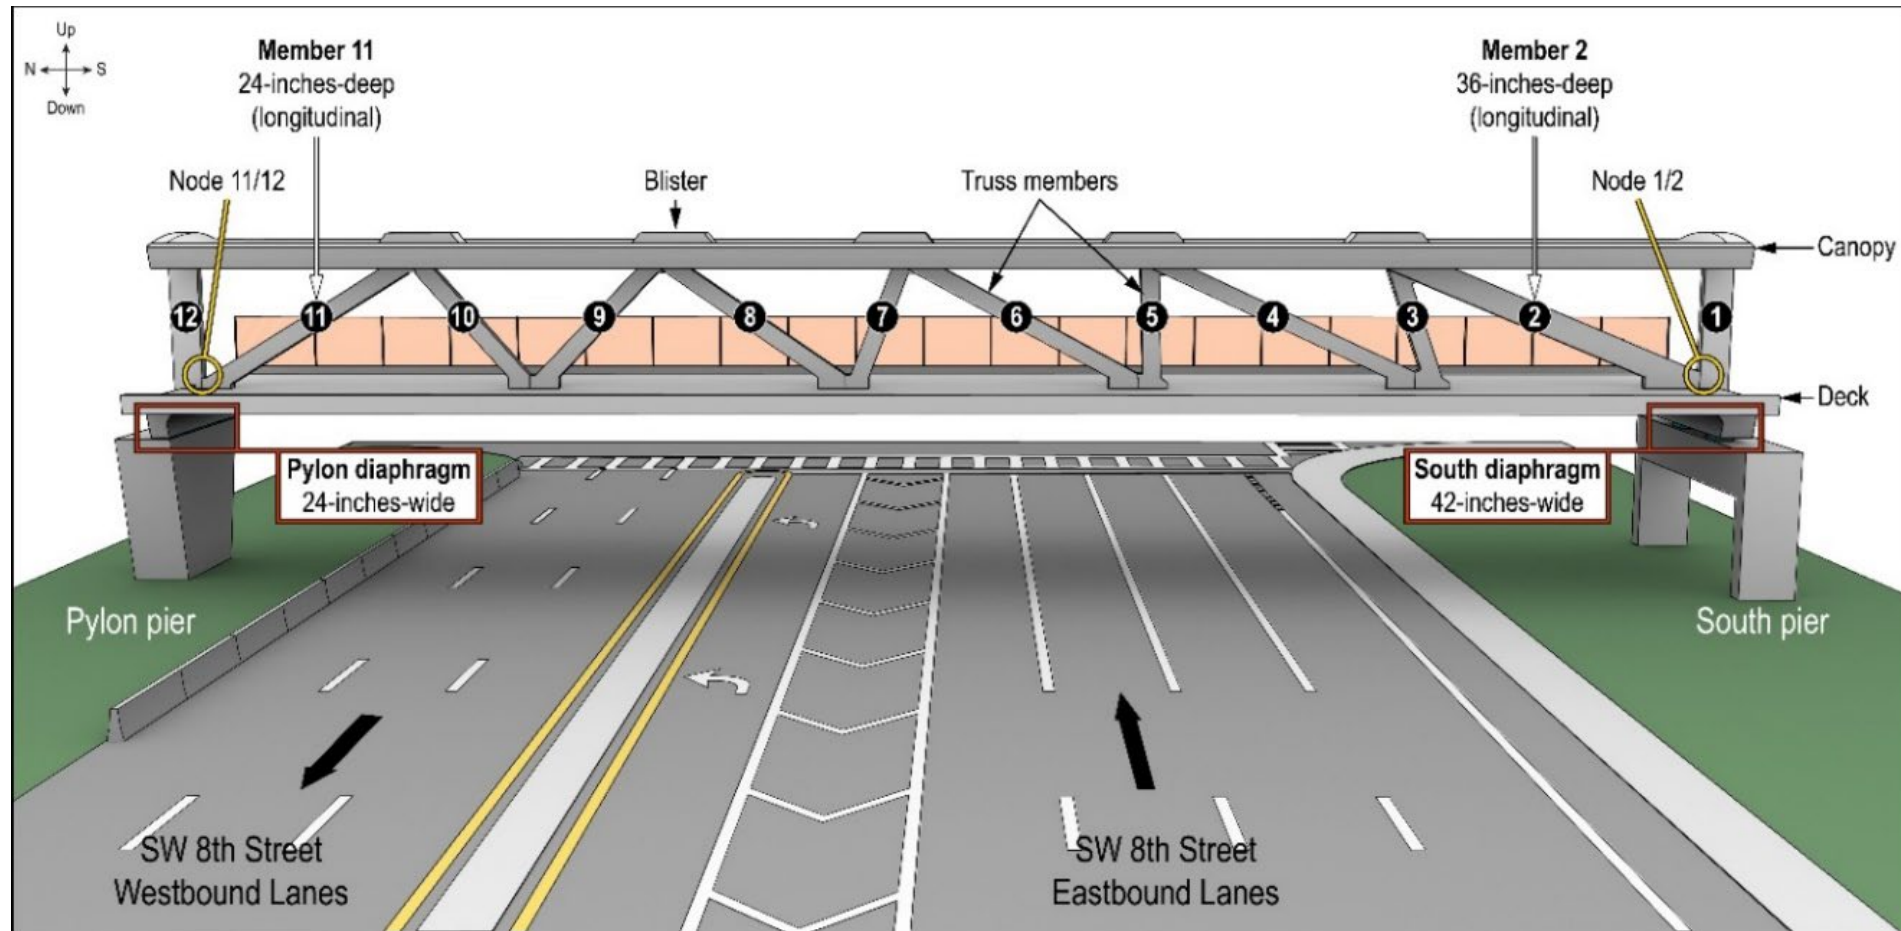 Up
N S
Down
Member 11
24-inches-deep
(longitudinal)
Member 2
36-inches-deep
(longitudinal)
Node 11/12
Blister
Truss members
Node 1/2
Canopy
12
11
10
9
8
7
6
5
4
3
2
1
Deck
Pylon diaphragm
24-inches-wide
South diaphragm
42-inches-wide
Pylon pier
South pier
SW 8th Street
Westbound Lanes
SW 8th Street
Eastbound Lanes